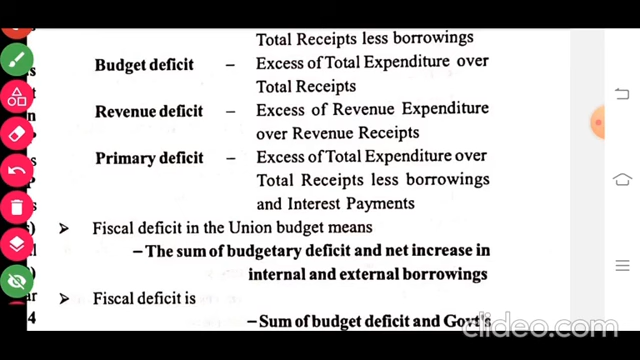 Total Receipts less borrowings
Budget deficit – Excess of Total Expenditure over
Total Receipts
Revenue deficit – Excess of Revenue Expenditure
over Revenue Receipts
Primary deficit – Excess of Total Expenditure over
Total Receipts less borrowings
and Interest Payments
➤ Fiscal deficit in the Union budget means
– The sum of budgetary deficit and net increase in
internal and external borrowings
➤ Fiscal deficit is
– Sum of budget deficit and Govt's
clideo.com